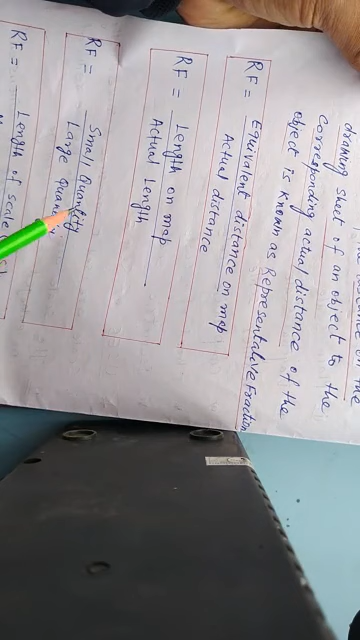 drawing sheet of an object to the
corresponding actual distance of the
object is known as Representative Fraction
RF = Equivalent distance on map
Actual distance
RF = Length on map
Actual Length
RF = Small Quantity
Large
RF = Length of scale